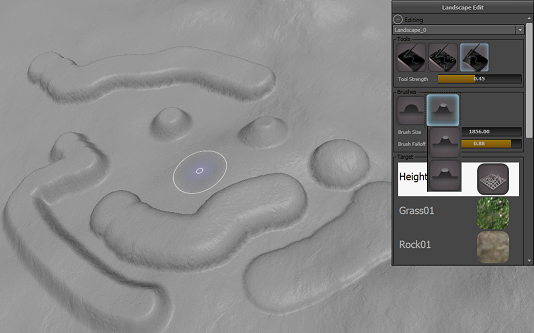 Landscape Edit
Editing
Landscape_0
Tools
Tool Strength 0.45
Brushes
Brush Size 1856.00
Brush Falloff 0.88
Target
Height
Grass01
Rock01